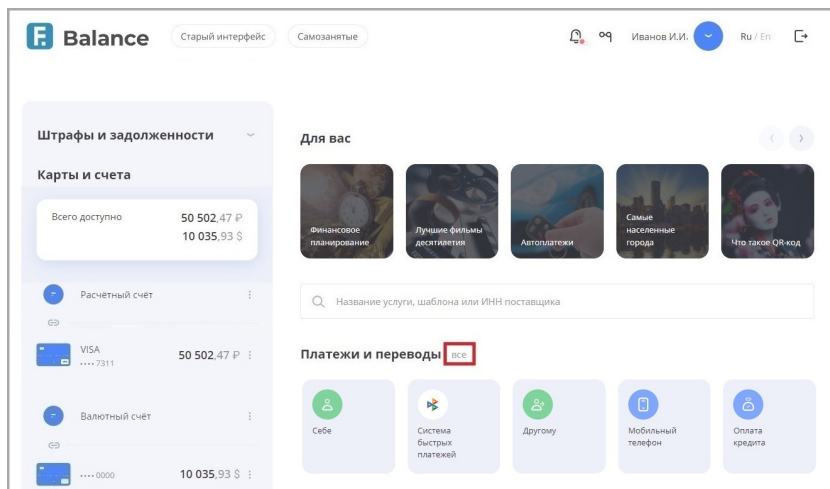 F. Balance
Старый интерфейс
Самозанятые
Иванов И.И.
Ru / En
Штрафы и задолженности
Карты и счета
Всего доступно
50 502,47 ₽
10 035,93 $
Расчётный счёт
VISA
•••• 7311
50 502,47 ₽
Валютный счёт
•••• 0000
10 035,93 $
Для вас
Финансовое
планирование
Лучшие фильмы
десятилетия
Автоплатежи
Самые
населенные
города
Что такое QR-код
Название услуги, шаблона или ИНН поставщика
Платежи и переводы все
Себе
Система
быстрых
платежей
Другому
Мобильный
телефон
Оплата
кредита